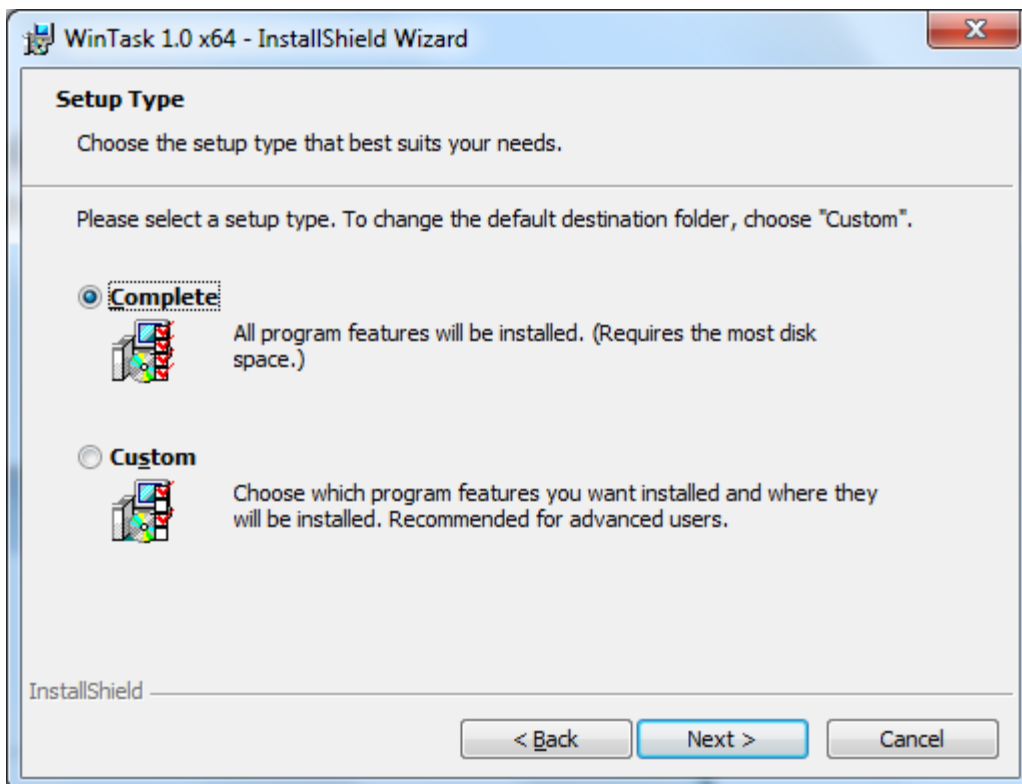 WinTask 1.0 x64 - InstallShield Wizard
Setup Type
Choose the setup type that best suits your needs.
Please select a setup type. To change the default destination folder, choose "Custom".
Complete
All program features will be installed. (Requires the most disk
space.)
Custom
Choose which program features you want installed and where they
will be installed. Recommended for advanced users.
InstallShield
< Back
Next >
Cancel